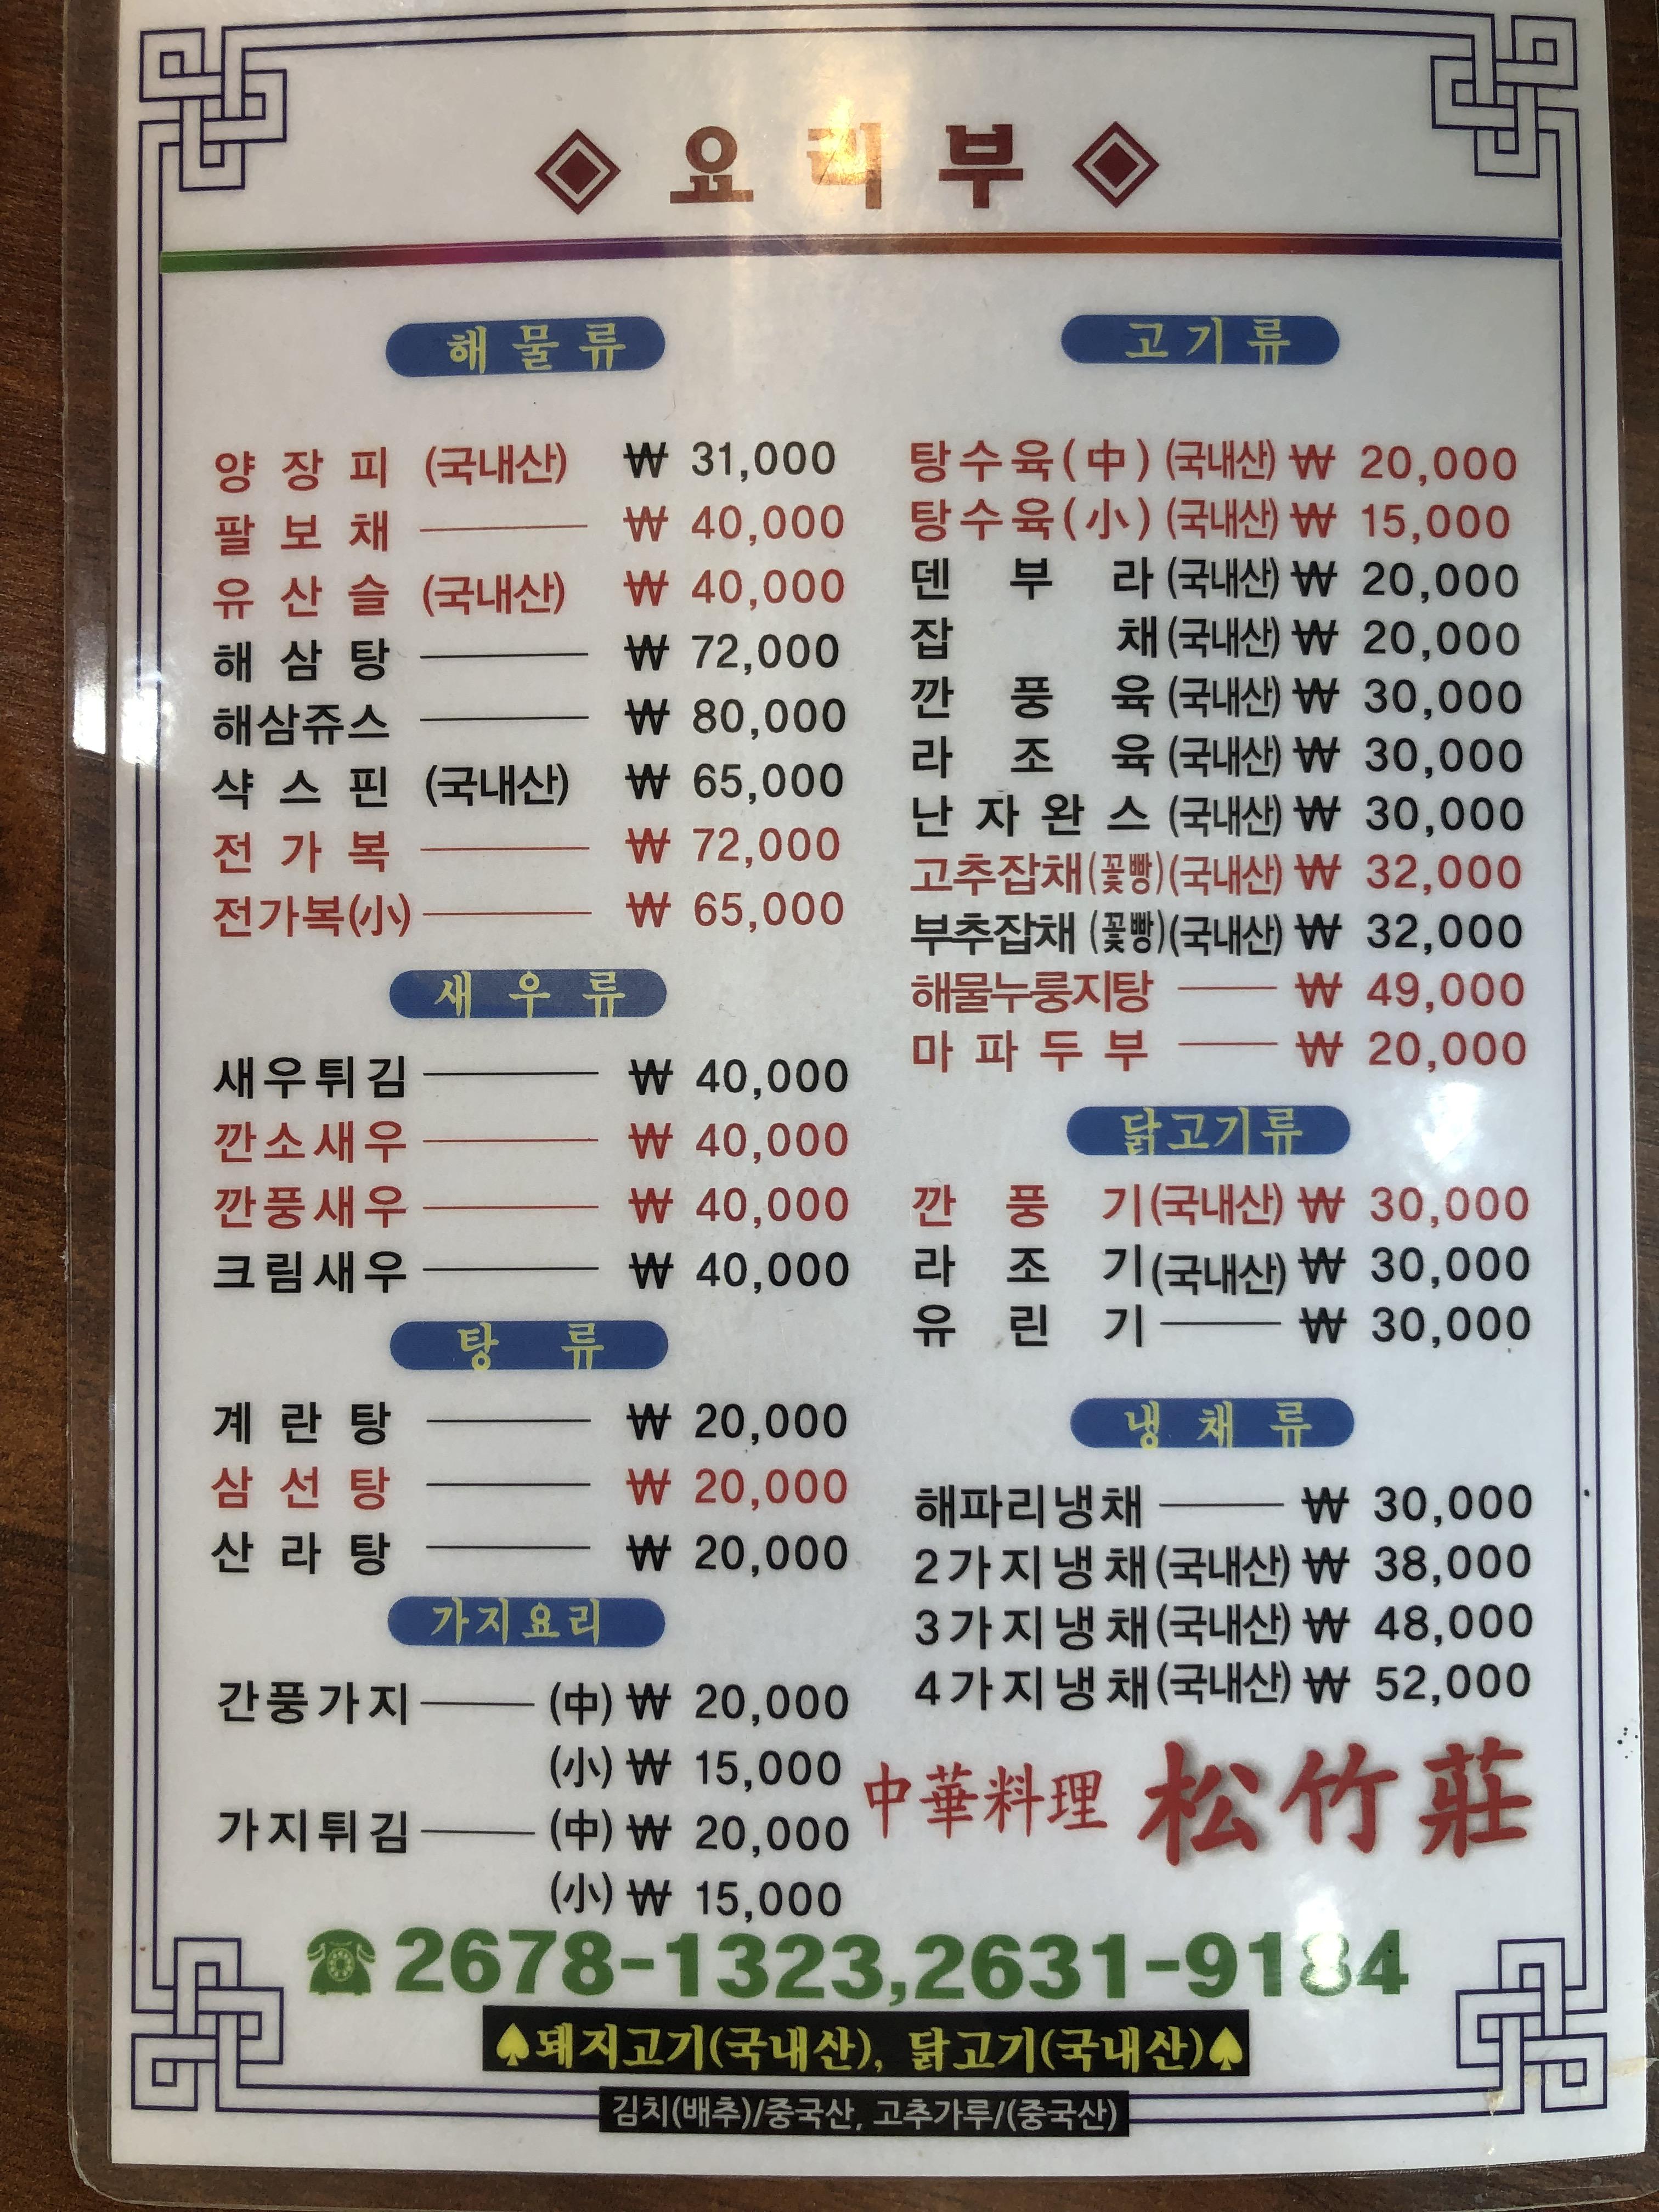 ◈ 요리부 ◈
해물류
양장피 (국내산) ₩ 31,000
팔보채 ₩ 40,000
유산슬 (국내산) ₩ 40,000
해삼탕 ₩ 72,000
해삼쥬스 ₩ 80,000
샥스핀 (국내산) ₩ 65,000
전가복 ₩ 72,000
전가복(小) ₩ 65,000
새우류
새우튀김 ₩ 40,000
깐소새우 ₩ 40,000
깐풍새우 ₩ 40,000
크림새우 ₩ 40,000
탕류
계란탕 ₩ 20,000
삼선탕 ₩ 20,000
산라탕 ₩ 20,000
가지요리
간풍가지 (中) ₩ 20,000
(小) ₩ 15,000
가지튀김 (中) ₩ 20,000
(小) ₩ 15,000
고기류
탕수육(中) (국내산) ₩ 20,000
탕수육(小) (국내산) ₩ 15,000
덴부라 (국내산) ₩ 20,000
잡채 (국내산) ₩ 20,000
깐풍육 (국내산) ₩ 30,000
라조육 (국내산) ₩ 30,000
난자완스 (국내산) ₩ 30,000
고추잡채(꽃빵)(국내산) ₩ 32,000
부추잡채 (꽃빵)(국내산) ₩ 32,000
해물누룽지탕 ₩ 49,000
마파두부 ₩ 20,000
닭고기류
깐풍기(국내산) ₩ 30,000
라조기(국내산) ₩ 30,000
유린기 ₩ 30,000
냉채류
해파리냉채 ₩ 30,000
2가지냉채(국내산) ₩ 38,000
3가지냉채(국내산) ₩ 48,000
4가지냉채(국내산) ₩ 52,000
中華料理 松竹莊
☎2678-1323,2631-9184
♠돼지고기(국내산), 닭고기(국내산)♠
김치(배추)/중국산, 고추가루/(중국산)